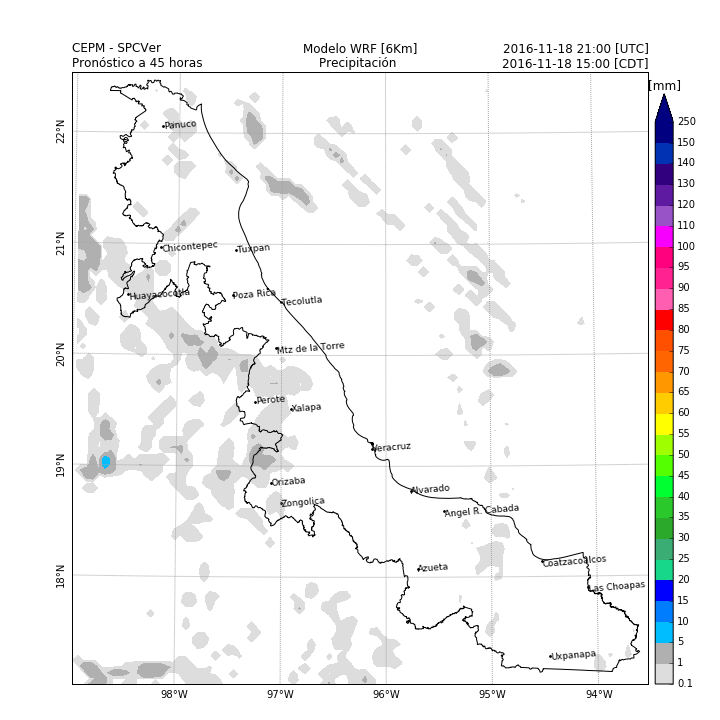 CEPM - SPCVer Modelo WRF [6Km] 2016-11-18 21:00 [UTC]
Pronóstico a 45 horas Precipitación 2016-11-18 15:00 [CDT]
[mm]
250
150
140
130
120
110
100
95
90
85
80
75
70
65
60
55
50
45
40
35
30
25
20
15
10
5
1
0.1
22°N
21°N
20°N
19°N
18°N
Panuco
Chicontepec
Tuxpan
Huayacocotla
Poza Rica
Tecolutla
Mtz de la Torre
Perote
Xalapa
Veracruz
Orizaba
Alvarado
Zongolica
Angel R. Cabada
Azueta
Coatzacoalcos
Las Choapas
Uxpanapa
98°W 97°W 96°W 95°W 94°W